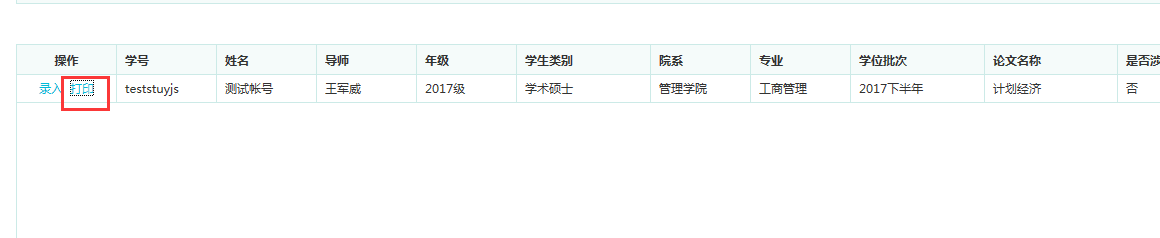 操作 学号 姓名 导师 年级 学生类别 院系 专业 学位批次 论文名称 是否涉
录入 打印 teststuyjs 测试帐号 王军威 2017级 学术硕士 管理学院 工商管理 2017下半年 计划经济 否